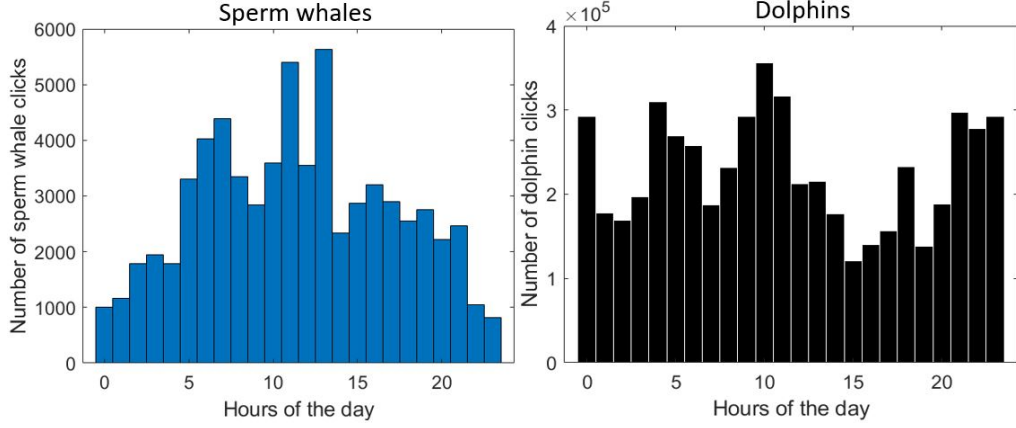 Sperm whales
Number of sperm whale clicks
6000
5000
4000
3000
2000
1000
0
0 5 10 15 20
Hours of the day
Dolphins
×10⁵
Number of dolphin clicks
4
3
2
1
0
0 5 10 15 20
Hours of the day